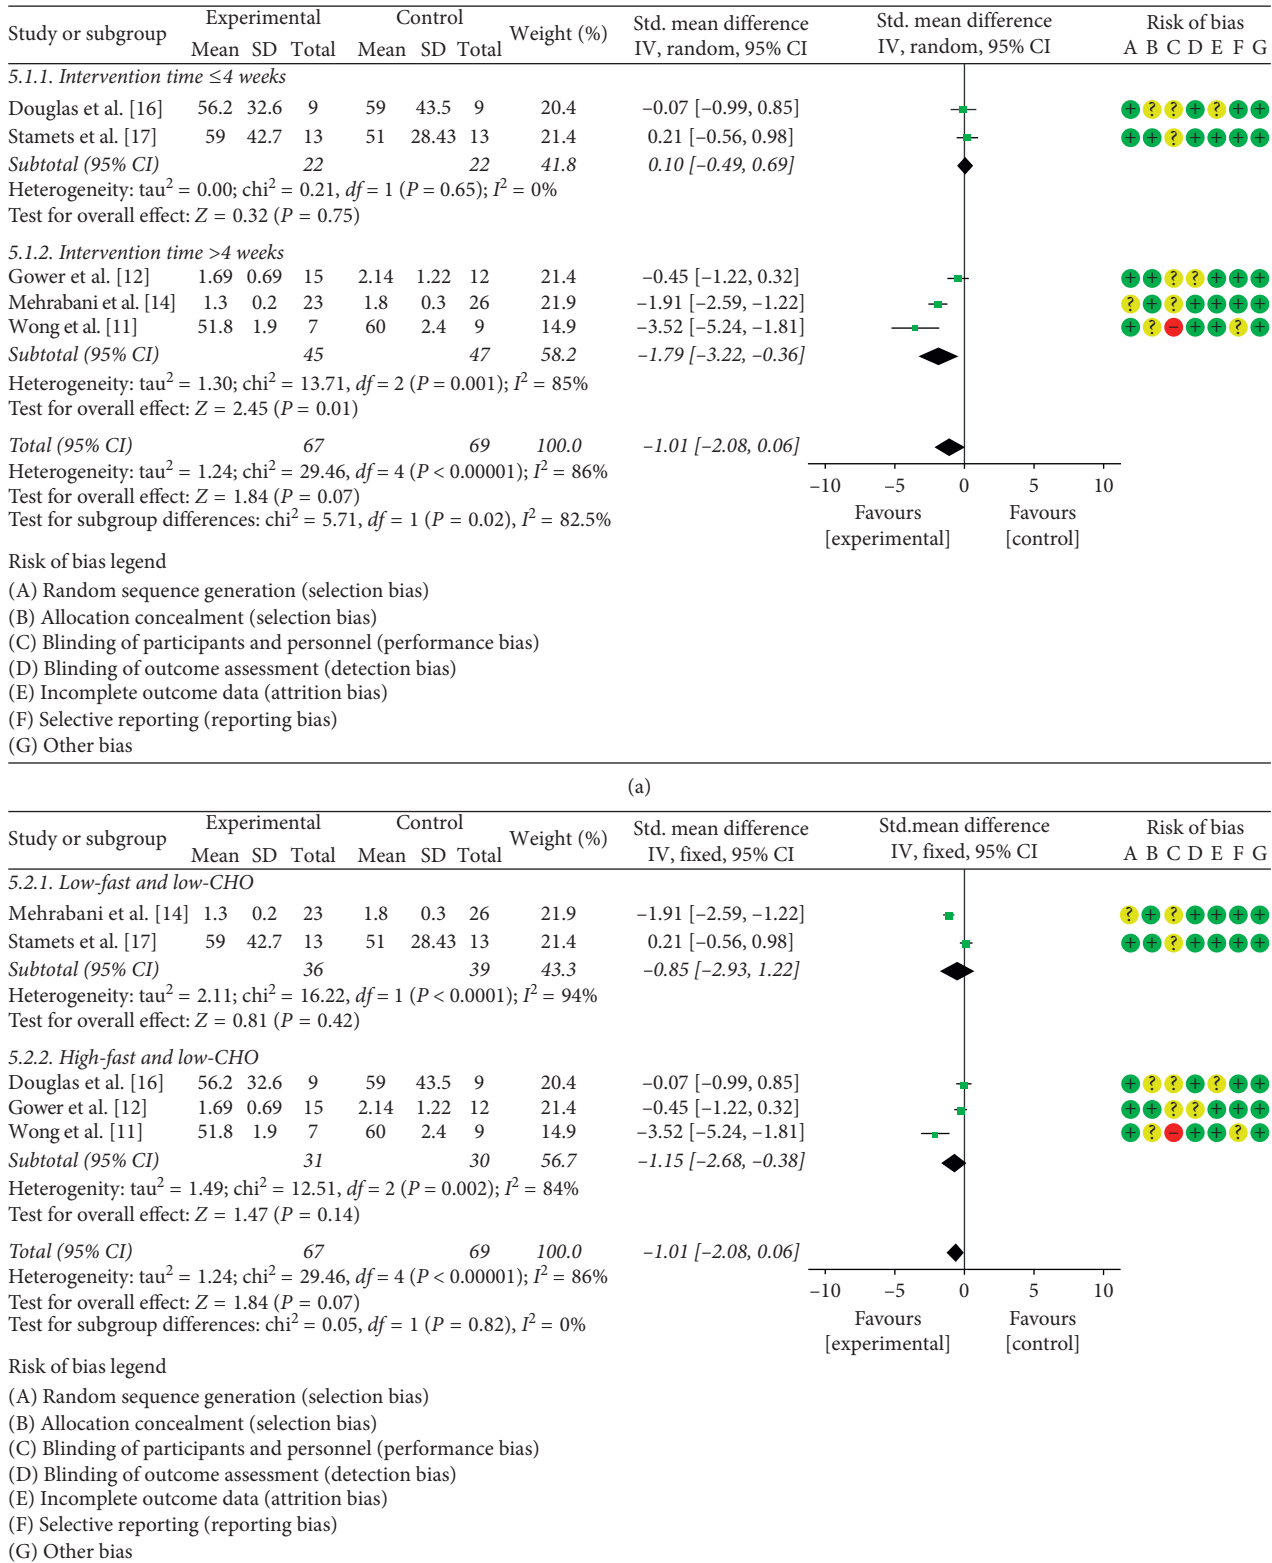 Study or subgroup Experimental Control Weight (%) Std. mean difference Std. mean difference Risk of bias
Mean SD Total Mean SD Total IV, random, 95% CI IV, random, 95% CI A B C D E F G
5.1.1. Intervention time ≤4 weeks
Douglas et al. [16] 56.2 32.6 9 59 43.5 9 20.4 −0.07 [−0.99, 0.85] + ? ? + ? + +
Stamets et al. [17] 59 42.7 13 51 28.43 13 21.4 0.21 [−0.56, 0.98] + + ? + + + +
Subtotal (95% CI) 22 22 41.8 0.10 [−0.49, 0.69]
Heterogeneity: tau² = 0.00; chi² = 0.21, df = 1 (P = 0.65); I² = 0%
Test for overall effect: Z = 0.32 (P = 0.75)
5.1.2. Intervention time >4 weeks
Gower et al. [12] 1.69 0.69 15 2.14 1.22 12 21.4 −0.45 [−1.22, 0.32] + + ? ? + + +
Mehrabani et al. [14] 1.3 0.2 23 1.8 0.3 26 21.9 −1.91 [−2.59, −1.22] ? + ? + + + +
Wong et al. [11] 51.8 1.9 7 60 2.4 9 14.9 −3.52 [−5.24, −1.81] + ? − + + ? +
Subtotal (95% CI) 45 47 58.2 −1.79 [−3.22, −0.36]
Heterogeneity: tau² = 1.30; chi² = 13.71, df = 2 (P = 0.001); I² = 85%
Test for overall effect: Z = 2.45 (P = 0.01)
Total (95% CI) 67 69 100.0 −1.01 [−2.08, 0.06]
Heterogeneity: tau² = 1.24; chi² = 29.46, df = 4 (P < 0.00001); I² = 86%
Test for overall effect: Z = 1.84 (P = 0.07)
Test for subgroup differences: chi² = 5.71, df = 1 (P = 0.02), I² = 82.5%
−10 −5 0 5 10
Favours Favours
[experimental] [control]
Risk of bias legend
(A) Random sequence generation (selection bias)
(B) Allocation concealment (selection bias)
(C) Blinding of participants and personnel (performance bias)
(D) Blinding of outcome assessment (detection bias)
(E) Incomplete outcome data (attrition bias)
(F) Selective reporting (reporting bias)
(G) Other bias
(a)
Study or subgroup Experimental Control Weight (%) Std. mean difference Std.mean difference Risk of bias
Mean SD Total Mean SD Total IV, fixed, 95% CI IV, fixed, 95% CI A B C D E F G
5.2.1. Low-fast and low-CHO
Mehrabani et al. [14] 1.3 0.2 23 1.8 0.3 26 21.9 −1.91 [−2.59, −1.22] ? + ? + + + +
Stamets et al. [17] 59 42.7 13 51 28.43 13 21.4 0.21 [−0.56, 0.98] + + ? + + + +
Subtotal (95% CI) 36 39 43.3 −0.85 [−2.93, 1.22]
Heterogeneity: tau² = 2.11; chi² = 16.22, df = 1 (P < 0.0001); I² = 94%
Test for overall effect: Z = 0.81 (P = 0.42)
5.2.2. High-fast and low-CHO
Douglas et al. [16] 56.2 32.6 9 59 43.5 9 20.4 −0.07 [−0.99, 0.85] + ? ? + ? + +
Gower et al. [12] 1.69 0.69 15 2.14 1.22 12 21.4 −0.45 [−1.22, 0.32] + + ? ? + + +
Wong et al. [11] 51.8 1.9 7 60 2.4 9 14.9 −3.52 [−5.24, −1.81] + ? − + + ? +
Subtotal (95% CI) 31 30 56.7 −1.15 [−2.68, −0.38]
Heterogenity: tau² = 1.49; chi² = 12.51, df = 2 (P = 0.002); I² = 84%
Test for overall effect: Z = 1.47 (P = 0.14)
Total (95% CI) 67 69 100.0 −1.01 [−2.08, 0.06]
Heterogeneity: tau² = 1.24; chi² = 29.46, df = 4 (P < 0.00001); I² = 86%
Test for overall effect: Z = 1.84 (P = 0.07)
Test for subgroup differences: chi² = 0.05, df = 1 (P = 0.82), I² = 0%
−10 −5 0 5 10
Favours Favours
[experimental] [control]
Risk of bias legend
(A) Random sequence generation (selection bias)
(B) Allocation concealment (selection bias)
(C) Blinding of participants and personnel (performance bias)
(D) Blinding of outcome assessment (detection bias)
(E) Incomplete outcome data (attrition bias)
(F) Selective reporting (reporting bias)
(G) Other bias